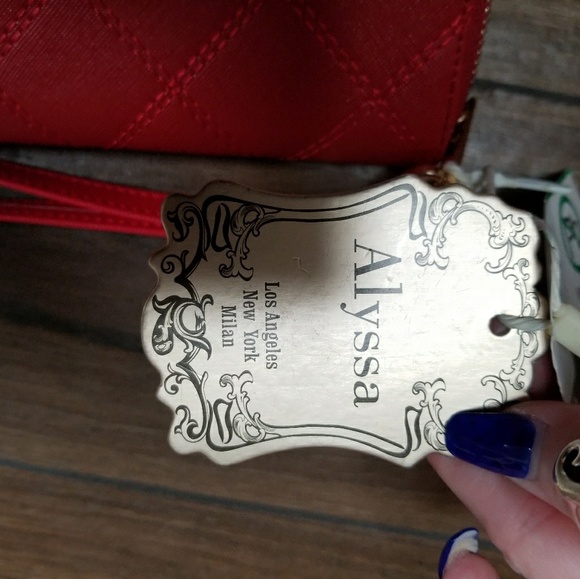 Alyssa
Los Angeles
New York
Milan